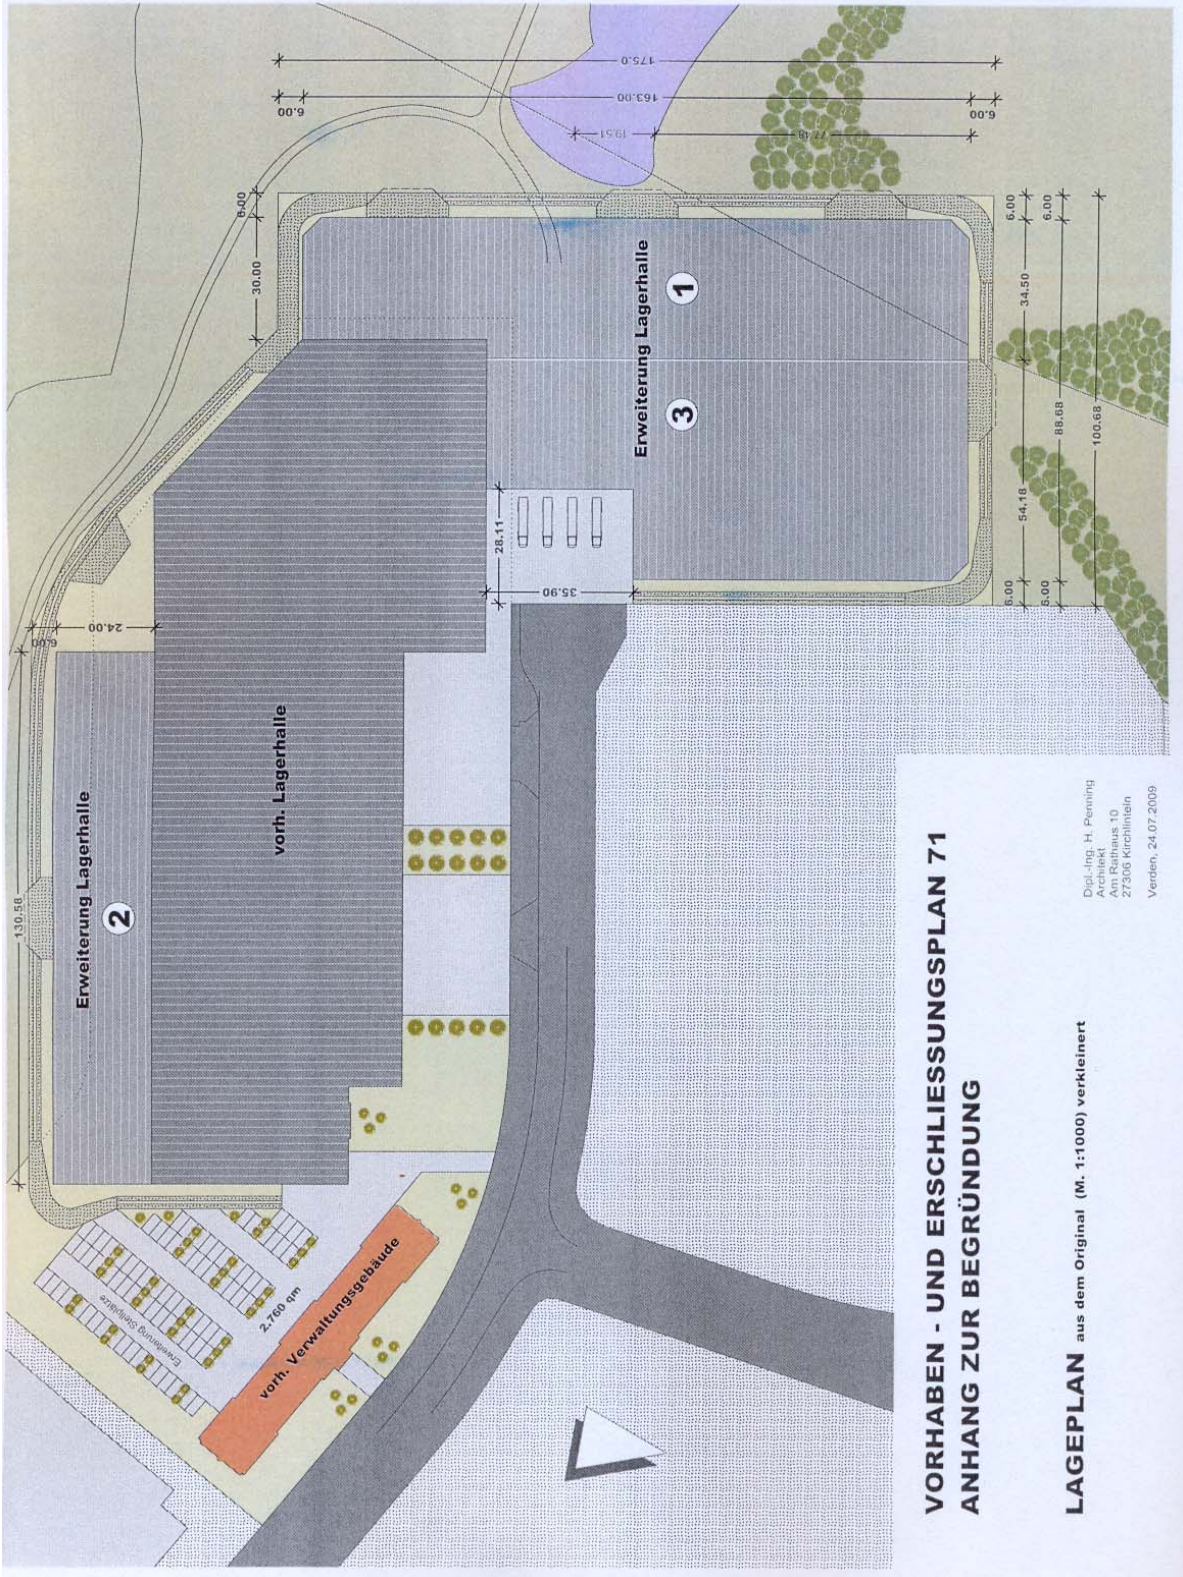 175.0
163.00
6.00
6.00
19.51
77.18
6.00
30.00
6.00
6.00
34.50
54.18
88.68
100.68
6.00
6.00
Erweiterung Lagerhalle
1
3
28.11
35.90
24.00
6.00
130.58
Erweiterung Lagerhalle
2
vorh. Lagerhalle
Erweiterung Stellplätze
2.760 qm
vorh. Verwaltungsgebäude
VORHABEN - UND ERSCHLIESSUNGSPLAN 71
ANHANG ZUR BEGRÜNDUNG
LAGEPLAN aus dem Original (M. 1:1000) verkleinert
Dipl.-Ing. H. Penning
Architekt
Am Rathaus 10
27306 Kirchlinteln
Verden, 24.07.2009